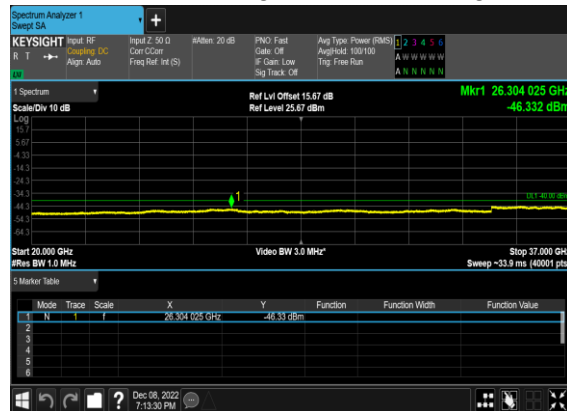 Spectrum Analyzer 1
Swept SA
KEYSIGHT Input: RF Input Z: 50 Ω #Atten: 20 dB PNO: Fast Avg Type: Power (RMS) 1 2 3 4 5 6
R T Coupling: DC Corr CCorr Gate: Off Avg|Hold: 100/100 A W W W W W
Align: Auto Freq Ref: Int (S) IF Gain: Low Trig: Free Run
Sig Track: Off A N N N N N
1 Spectrum Ref Lvl Offset 15.67 dB Mkr1 26.304 025 GHz
Scale/Div 10 dB Ref Level 25.67 dBm -46.332 dBm
Log
15.7
5.67
-4.33
-14.3
-24.3
-34.3 1 DL1 -40.00 dBm
-44.3
-54.3
-64.3
Start 20.000 GHz Video BW 3.0 MHz* Stop 37.000 GHz
#Res BW 1.0 MHz Sweep ~33.9 ms (40001 pts)
5 Marker Table
Mode Trace Scale X Y Function Function Width Function Value
1 N 1 f 26.304 025 GHz -46.33 dBm
2
3
4
5
6
? Dec 08, 2022
7:13:30 PM